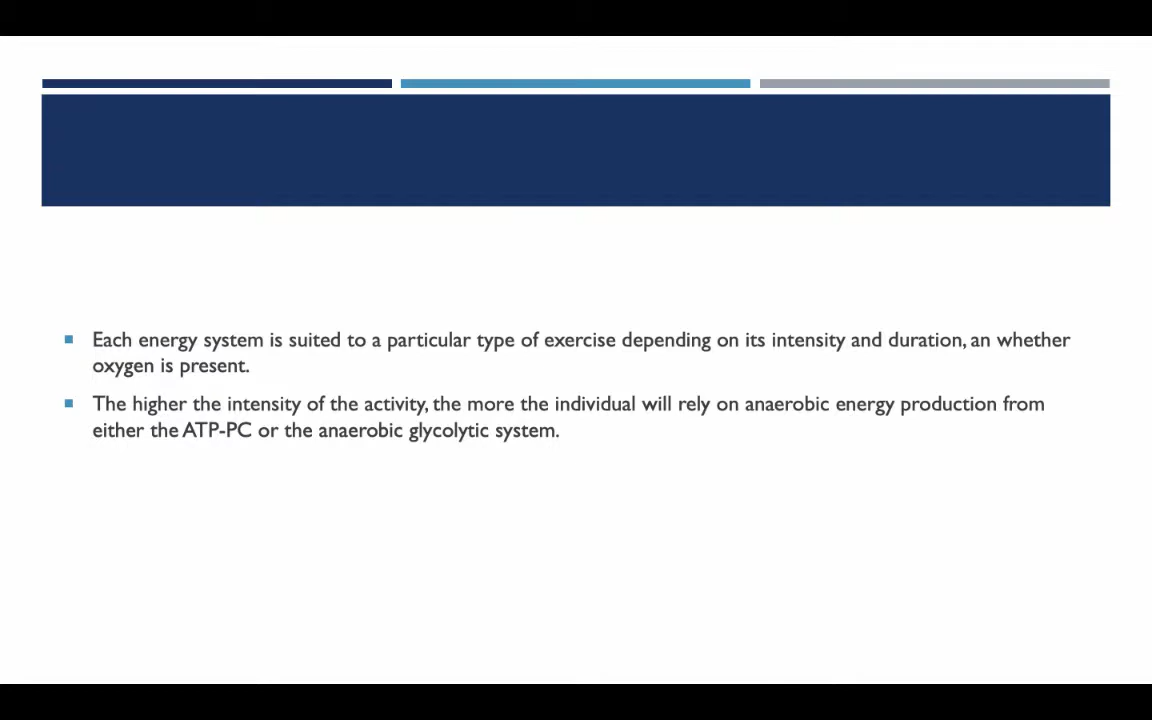 Each energy system is suited to a particular type of exercise depending on its intensity and duration, an whether
oxygen is present.
The higher the intensity of the activity, the more the individual will rely on anaerobic energy production from
either the ATP-PC or the anaerobic glycolytic system.